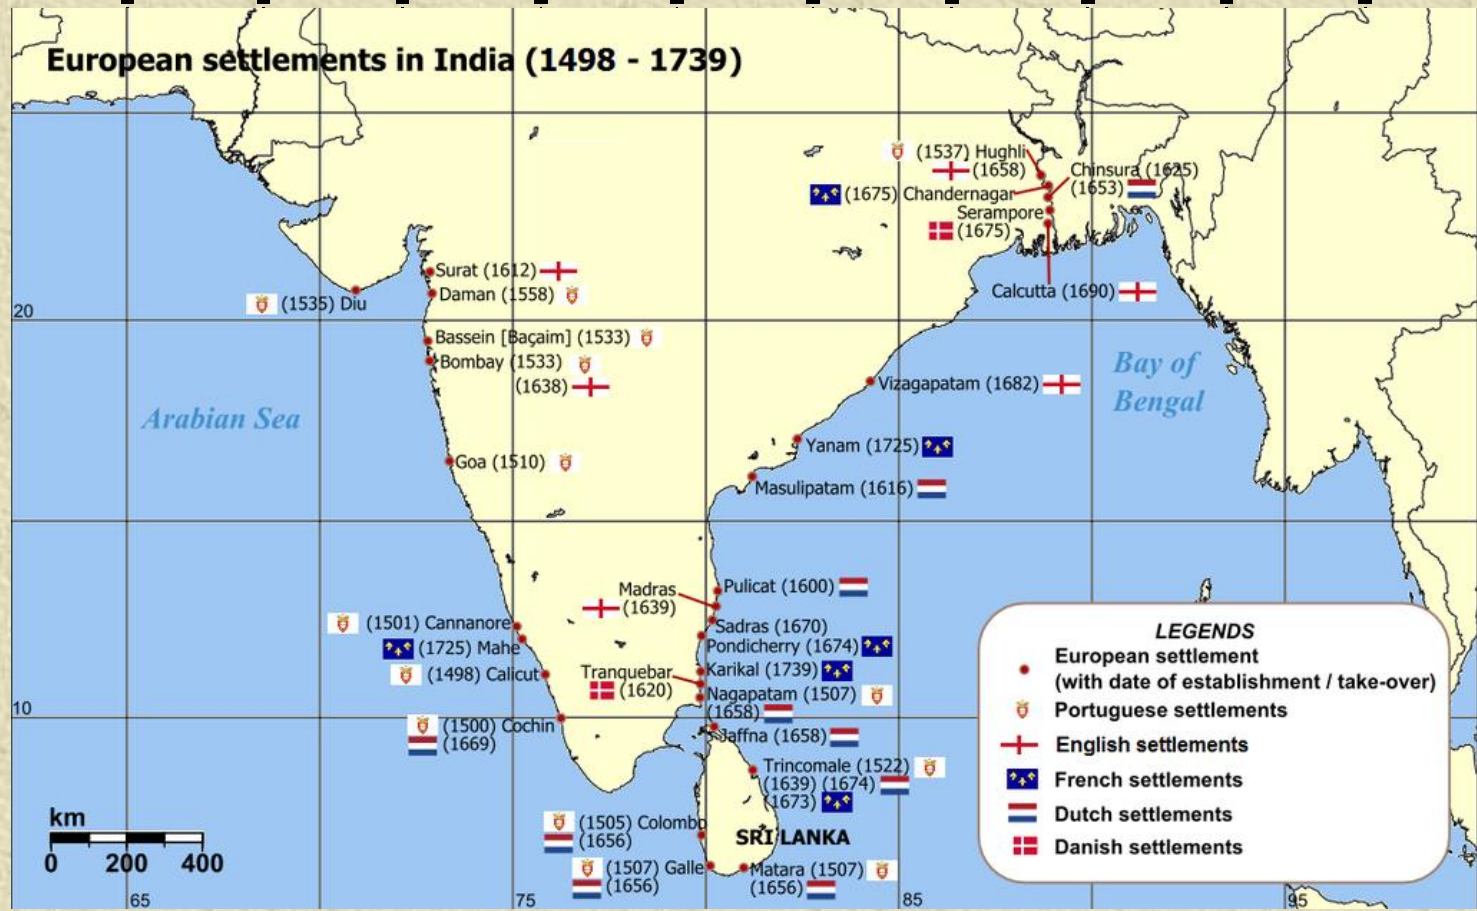 European settlements in India (1498 - 1739)
(1537) Hughli
(1658)
Chinsura (1625)
(1653)
(1675) Chandernagar
Serampore
(1675)
Calcutta (1690)
Surat (1612)
Daman (1558)
(1535) Diu
20
Bassein [Baçaim] (1533)
Bombay (1533)
(1638)
Bay of
Bengal
Vizagapatam (1682)
Arabian Sea
Yanam (1725)
Goa (1510)
Masulipatam (1616)
Pulicat (1600)
Madras
(1639)
(1501) Cannanore
Sadras (1670)
(1725) Mahe
Pondicherry (1674)
(1498) Calicut
Tranquebar
(1620)
Karikal (1739)
Nagapatam (1507)
(1658)
10
(1500) Cochin
(1669)
Jaffna (1658)
Trincomale (1522)
(1639) (1674)
(1673)
(1505) Colombo
(1656)
SRI LANKA
(1507) Galle
(1656)
Matara (1507)
(1656)
LEGENDS
European settlement
(with date of establishment / take-over)
Portuguese settlements
English settlements
French settlements
Dutch settlements
Danish settlements
km
0 200 400
65 75 85 95